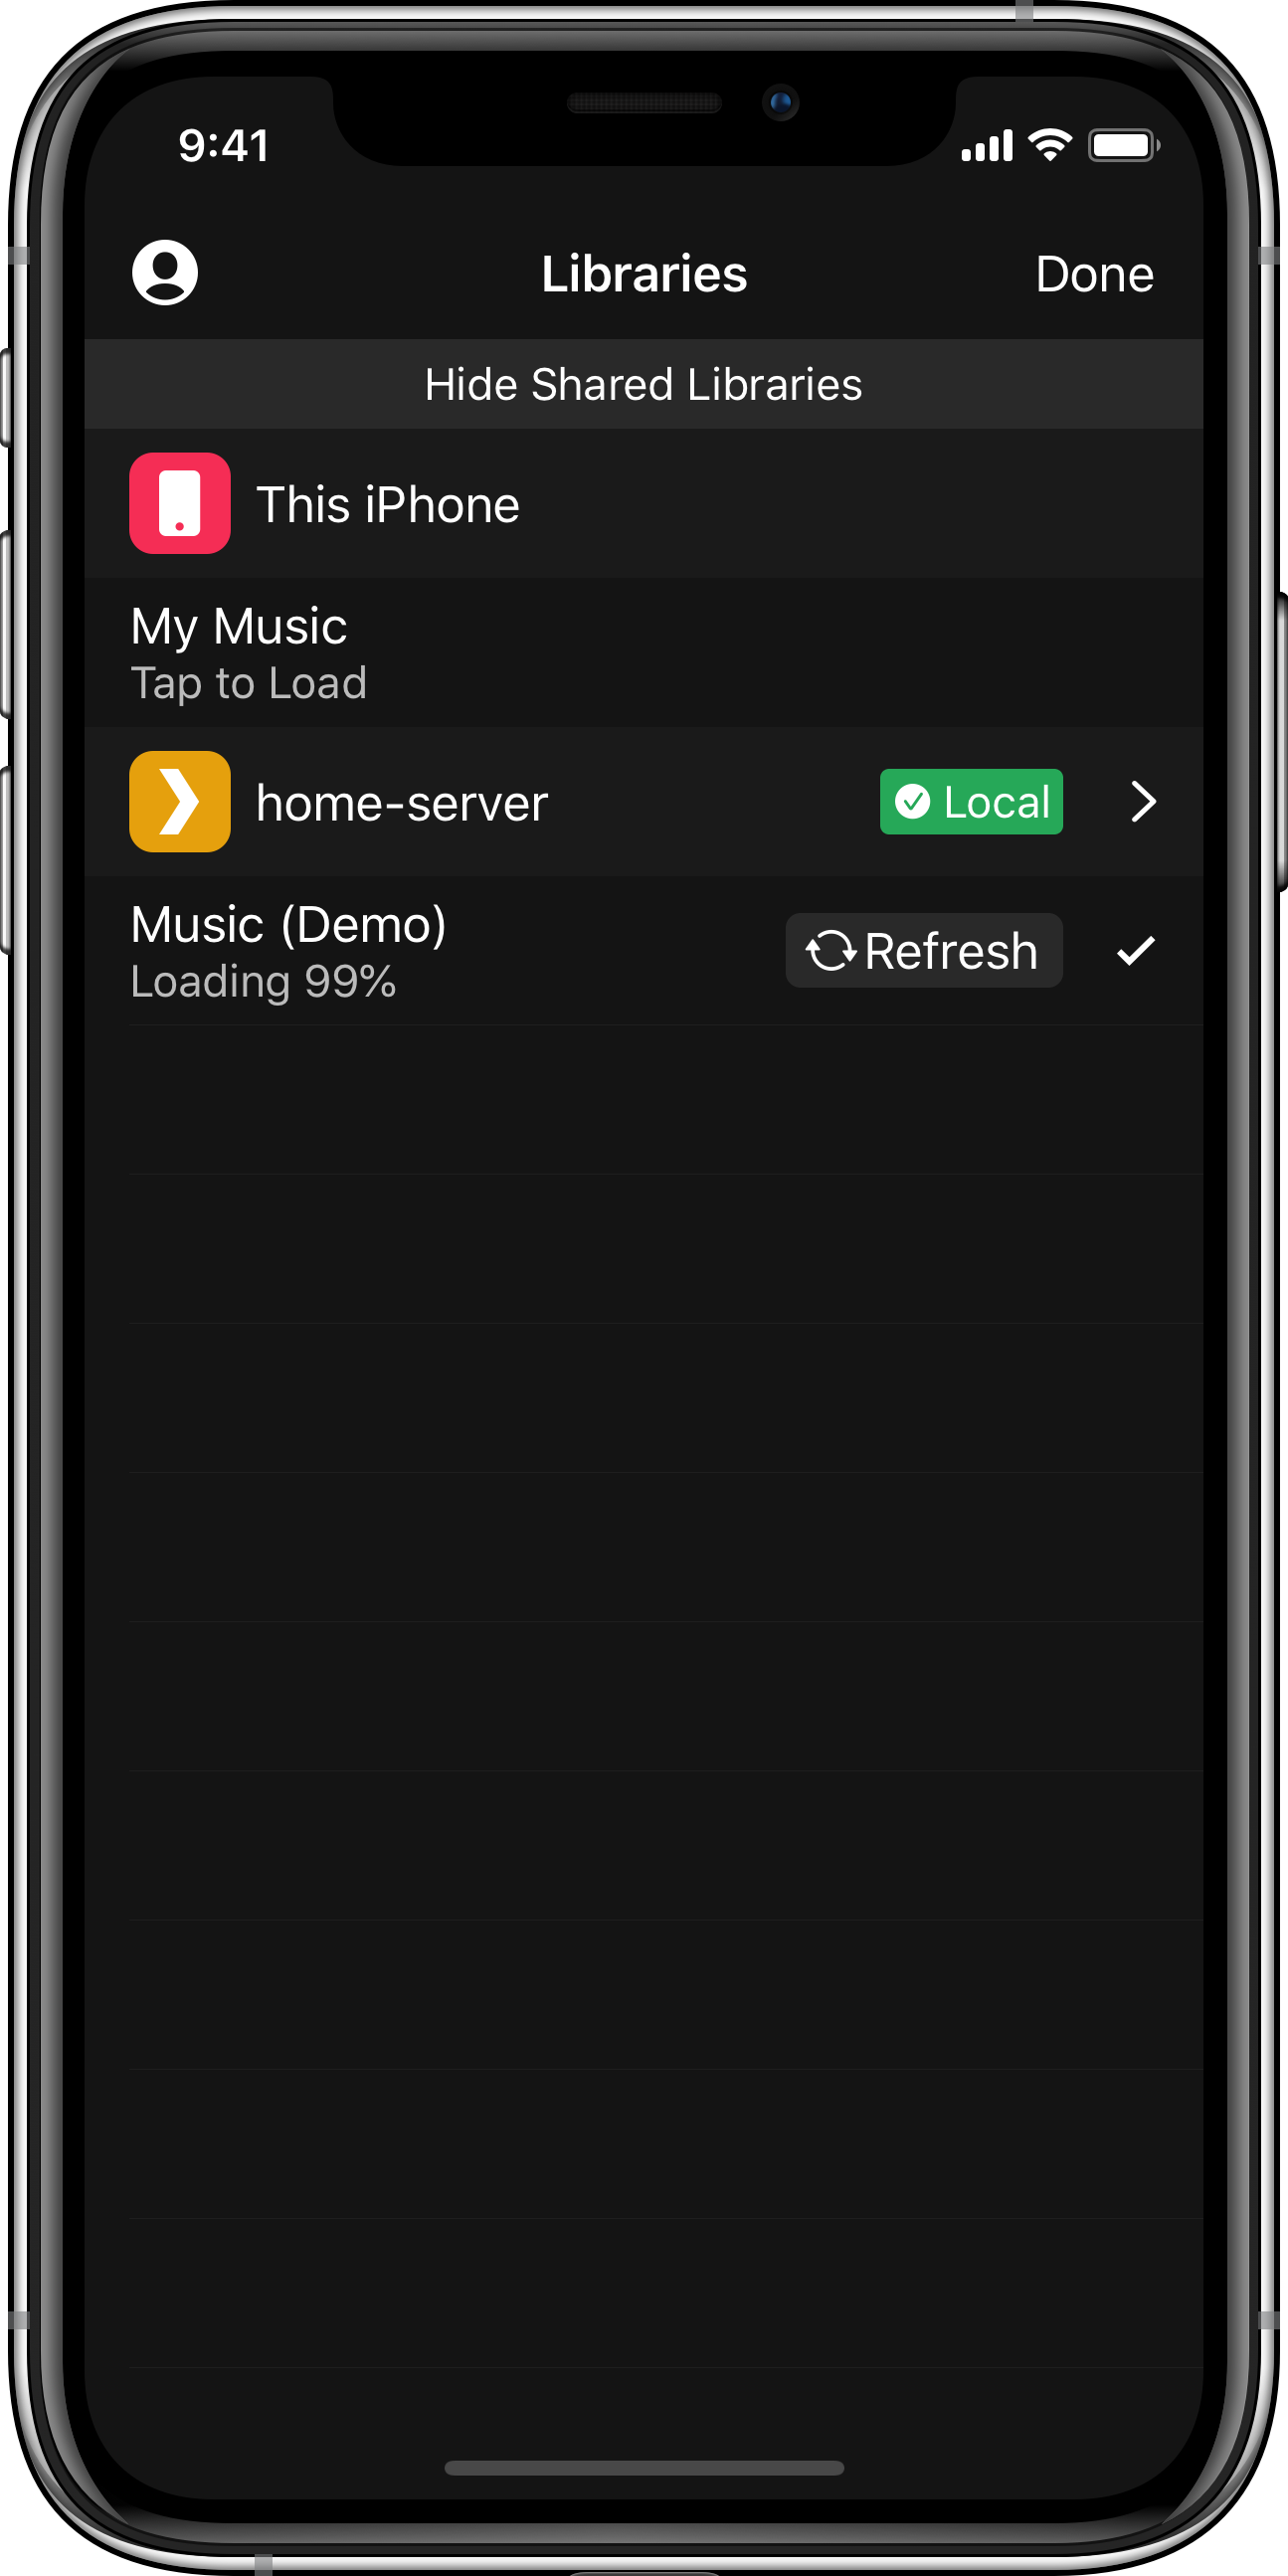 9:41
Libraries
Done
Hide Shared Libraries
This iPhone
My Music
Tap to Load
home-server
Local
Music (Demo)
Loading 99%
Refresh